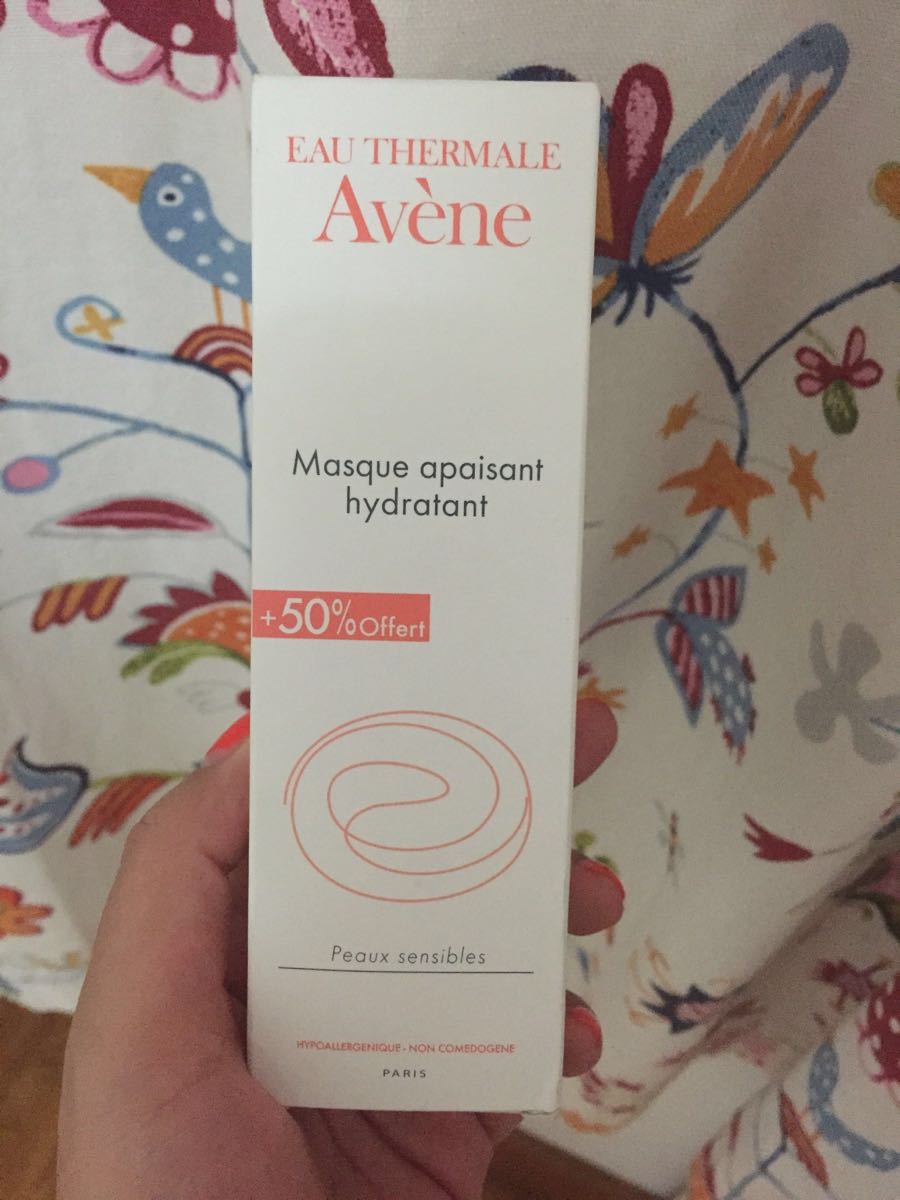 EAU THERMALE
Avène
Masque apaisant
hydratant
+50%Offert
Peaux sensibles
HYPOALLERGENIQUE - NON COMEDOGENE
PARIS